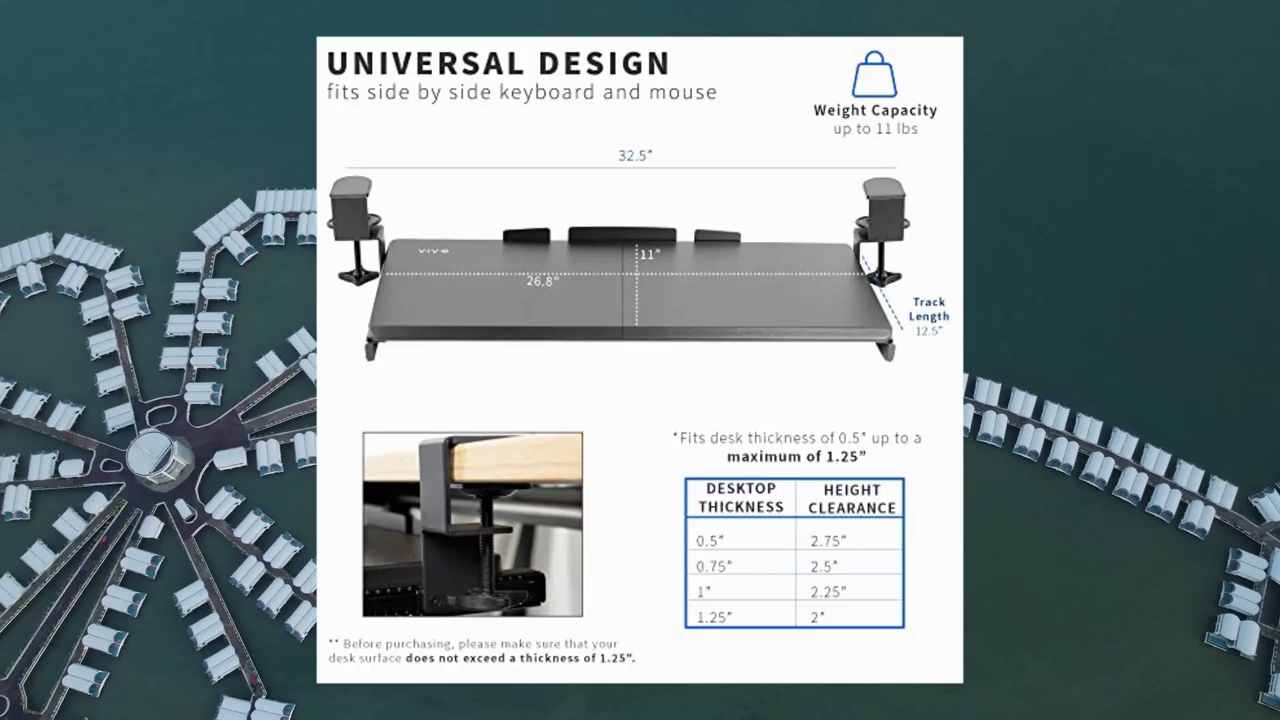 UNIVERSAL DESIGN
fits side by side keyboard and mouse
Weight Capacity
up to 11 lbs
32.5”
vivo
11”
26.8”
Track
Length
12.5”
*Fits desk thickness of 0.5” up to a
maximum of 1.25”
DESKTOP THICKNESS
HEIGHT CLEARANCE
0.5” 2.75”
0.75” 2.5”
1” 2.25”
1.25” 2”
** Before purchasing, please make sure that your
desk surface does not exceed a thickness of 1.25”.